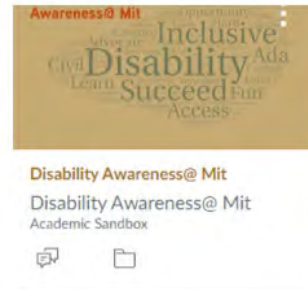 Awareness@ Mit
Inclusive
Civil Disability Ada
Learn Succeed Fun
Access
Disability Awareness@ Mit
Disability Awareness@ Mit
Academic Sandbox